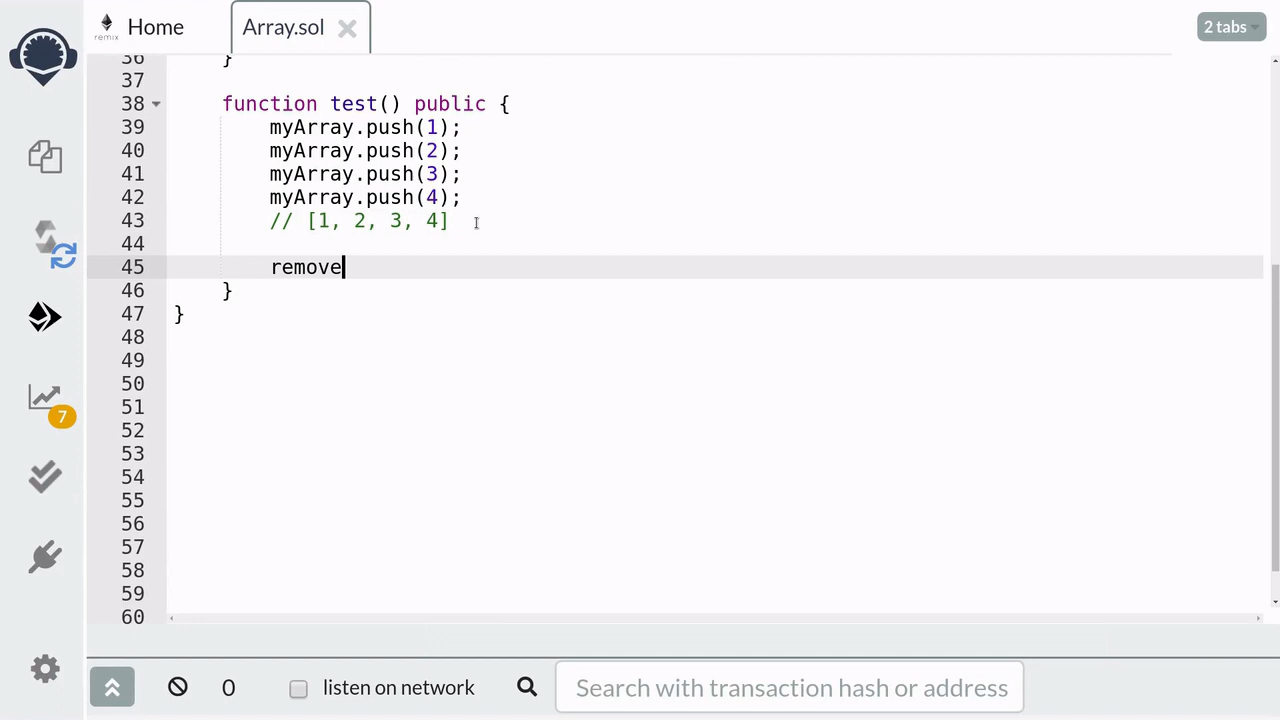 remix
Home
Array.sol
2 tabs
36 }
37
38 function test() public {
39 myArray.push(1);
40 myArray.push(2);
41 myArray.push(3);
42 myArray.push(4);
43 // [1, 2, 3, 4]
44
45 remove
46 }
47 }
48
49
50
51
52
53
54
55
56
57
58
59
60
7
0
listen on network
Search with transaction hash or address